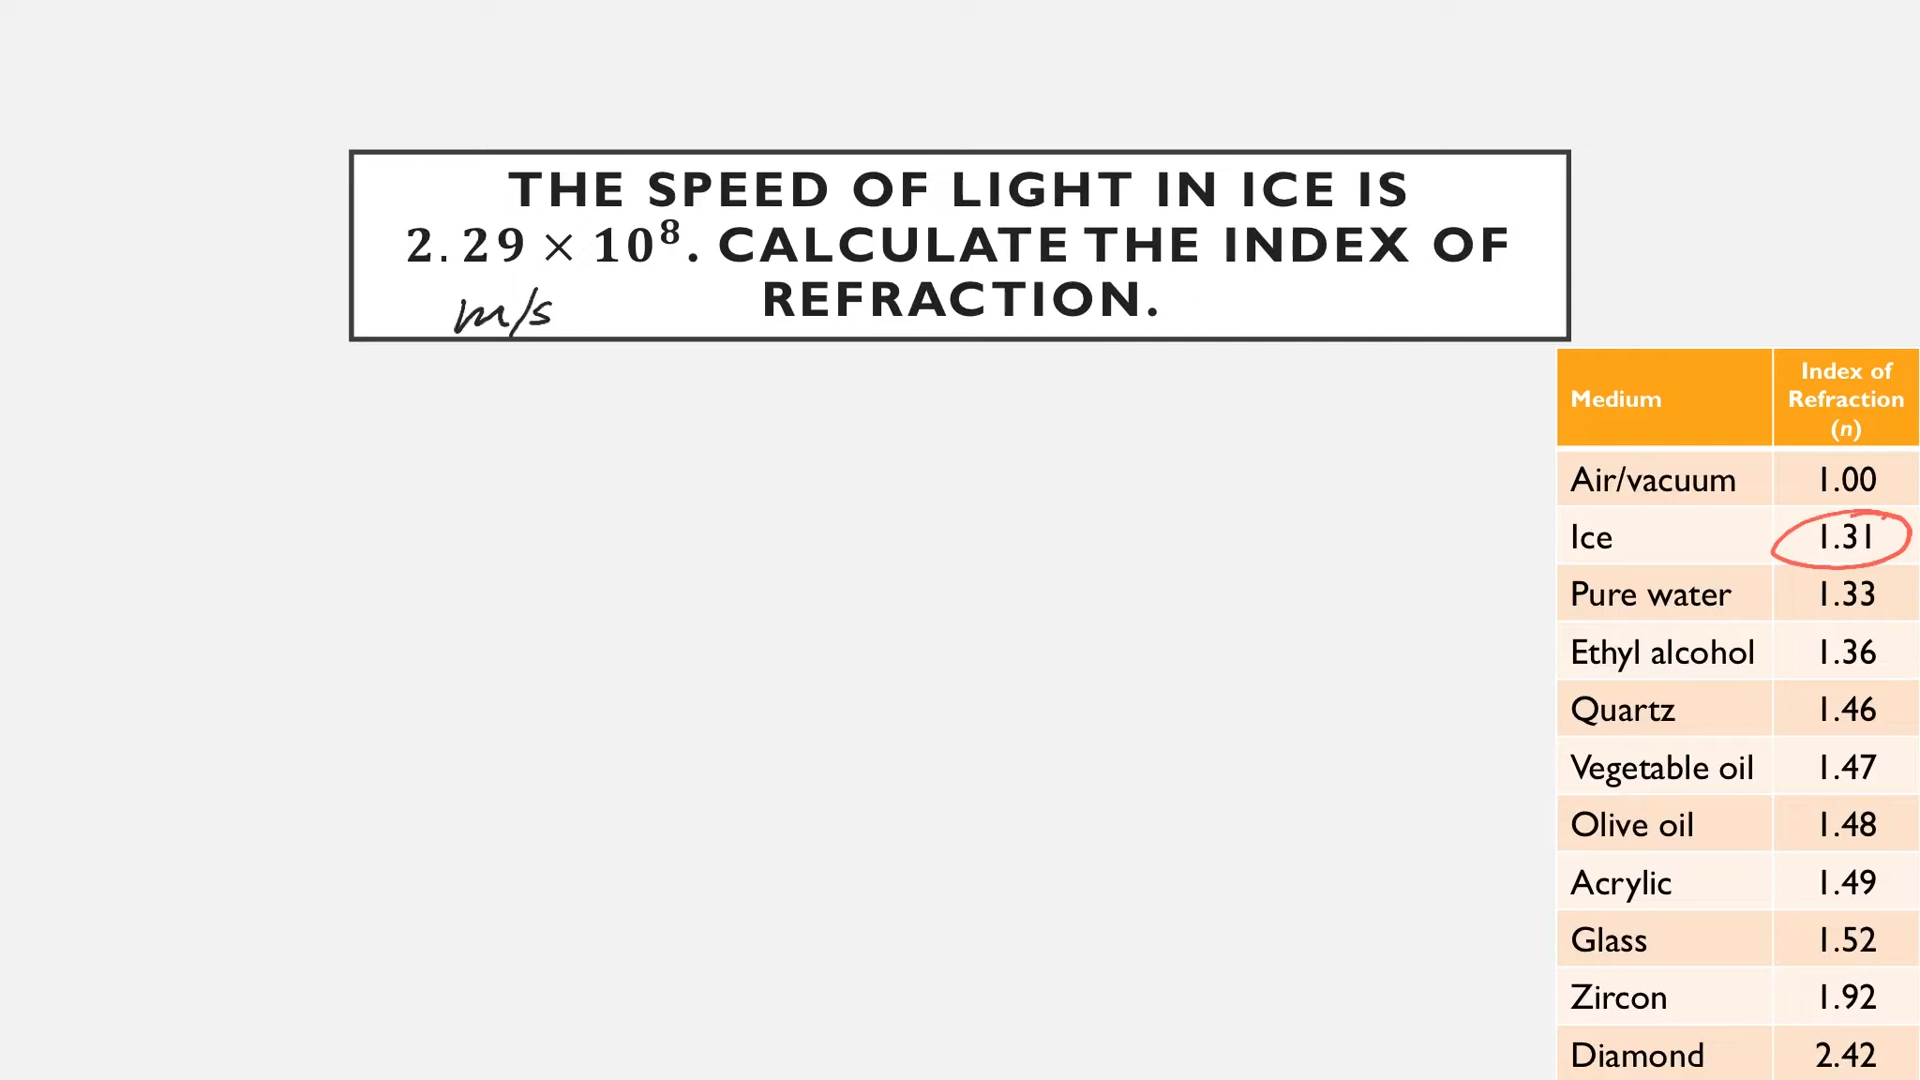 THE SPEED OF LIGHT IN ICE IS
2.29 × 10⁸. CALCULATE THE INDEX OF
REFRACTION.
m/s
Medium Index of Refraction (n)
Air/vacuum 1.00
Ice 1.31
Pure water 1.33
Ethyl alcohol 1.36
Quartz 1.46
Vegetable oil 1.47
Olive oil 1.48
Acrylic 1.49
Glass 1.52
Zircon 1.92
Diamond 2.42